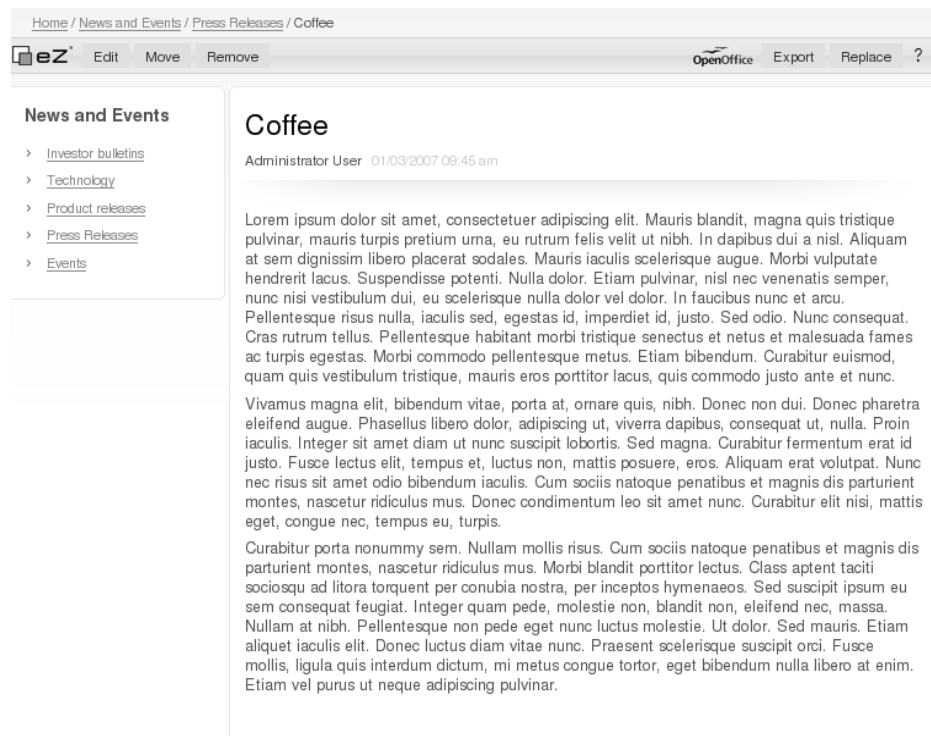 Home / News and Events / Press Releases / Coffee
eZ Edit Move Remove OpenOffice Export Replace ?
News and Events
Investor bulletins
Technology
Product releases
Press Releases
Events
Coffee
Administrator User 01/03/2007 09:45 am
Lorem ipsum dolor sit amet, consectetuer adipiscing elit. Mauris blandit, magna quis tristique
pulvinar, mauris turpis pretium urna, eu rutrum felis velit ut nibh. In dapibus dui a nisl. Aliquam
at sem dignissim libero placerat sodales. Mauris iaculis scelerisque augue. Morbi vulputate
hendrerit lacus. Suspendisse potenti. Nulla dolor. Etiam pulvinar, nisl nec venenatis semper,
nunc nisi vestibulum dui, eu scelerisque nulla dolor vel dolor. In faucibus nunc et arcu.
Pellentesque risus nulla, iaculis sed, egestas id, imperdiet id, justo. Sed odio. Nunc consequat.
Cras rutrum tellus. Pellentesque habitant morbi tristique senectus et netus et malesuada fames
ac turpis egestas. Morbi commodo pellentesque metus. Etiam bibendum. Curabitur euismod,
quam quis vestibulum tristique, mauris eros porttitor lacus, quis commodo justo ante et nunc.
Vivamus magna elit, bibendum vitae, porta at, ornare quis, nibh. Donec non dui. Donec pharetra
eleifend augue. Phasellus libero dolor, adipiscing ut, viverra dapibus, consequat ut, nulla. Proin
iaculis. Integer sit amet diam ut nunc suscipit lobortis. Sed magna. Curabitur fermentum erat id
justo. Fusce lectus elit, tempus et, luctus non, mattis posuere, eros. Aliquam erat volutpat. Nunc
nec risus sit amet odio bibendum iaculis. Cum sociis natoque penatibus et magnis dis parturient
montes, nascetur ridiculus mus. Donec condimentum leo sit amet nunc. Curabitur elit nisi, mattis
eget, congue nec, tempus eu, turpis.
Curabitur porta nonummy sem. Nullam mollis risus. Cum sociis natoque penatibus et magnis dis
parturient montes, nascetur ridiculus mus. Morbi blandit porttitor lectus. Class aptent taciti
sociosqu ad litora torquent per conubia nostra, per inceptos hymenaeos. Sed suscipit ipsum eu
sem consequat feugiat. Integer quam pede, molestie non, blandit non, eleifend nec, massa.
Nullam at nibh. Pellentesque non pede eget nunc luctus molestie. Ut dolor. Sed mauris. Etiam
aliquet iaculis elit. Donec luctus diam vitae nunc. Praesent scelerisque suscipit orci. Fusce
mollis, ligula quis interdum dictum, mi metus congue tortor, eget bibendum nulla libero at enim.
Etiam vel purus ut neque adipiscing pulvinar.